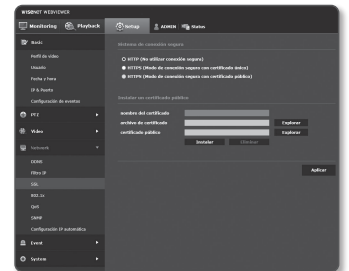 WISENET WEBVIEWER
Monitoring Playback Setup ADMIN Status
Basic
Perfil de vídeo
Usuario
Fecha y hora
IP & Puerto
Configuración de eventos
PTZ
Video
Network
DDNS
Filtro IP
SSL
802.1x
QoS
SNMP
Configuración IP automática
Event
System
Sistema de conexión segura
HTTP (No utilizar conexión segura)
HTTPS (Modo de conexión segura con certificado único)
HTTPS (Modo de conexión segura con certificado público)
Instalar un certificado público
nombre del certificado
archivo de certificado Explorar
certificado público Explorar
Instalar Eliminar
Aplicar